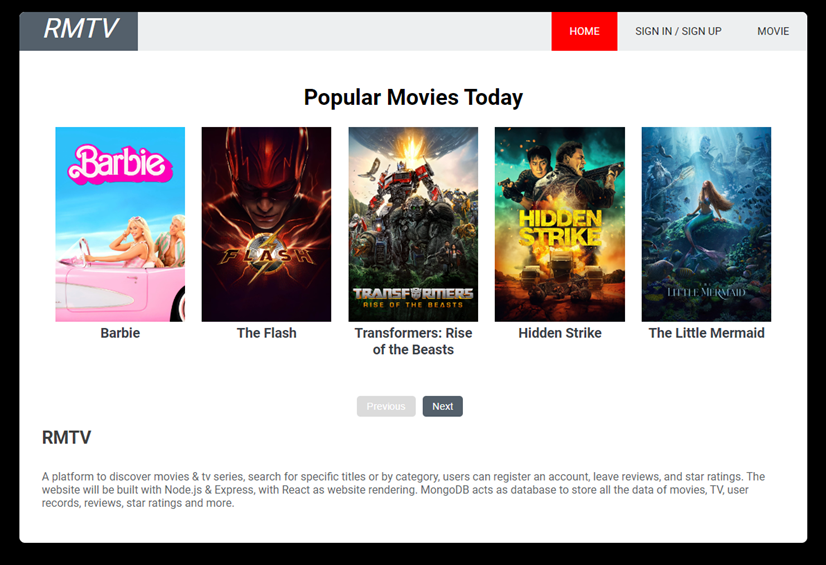 RMTV
HOME
SIGN IN / SIGN UP
MOVIE
Popular Movies Today
Barbie
FLASH
TRANSFORMERS
RISE OF THE BEASTS
HIDDEN
STRIKE
THE
LITTLE MERMAID
Barbie
The Flash
Transformers: Rise
of the Beasts
Hidden Strike
The Little Mermaid
Previous
Next
RMTV
A platform to discover movies & tv series, search for specific titles or by category, users can register an account, leave reviews, and star ratings. The
website will be built with Node.js & Express, with React as website rendering. MongoDB acts as database to store all the data of movies, TV, user
records, reviews, star ratings and more.